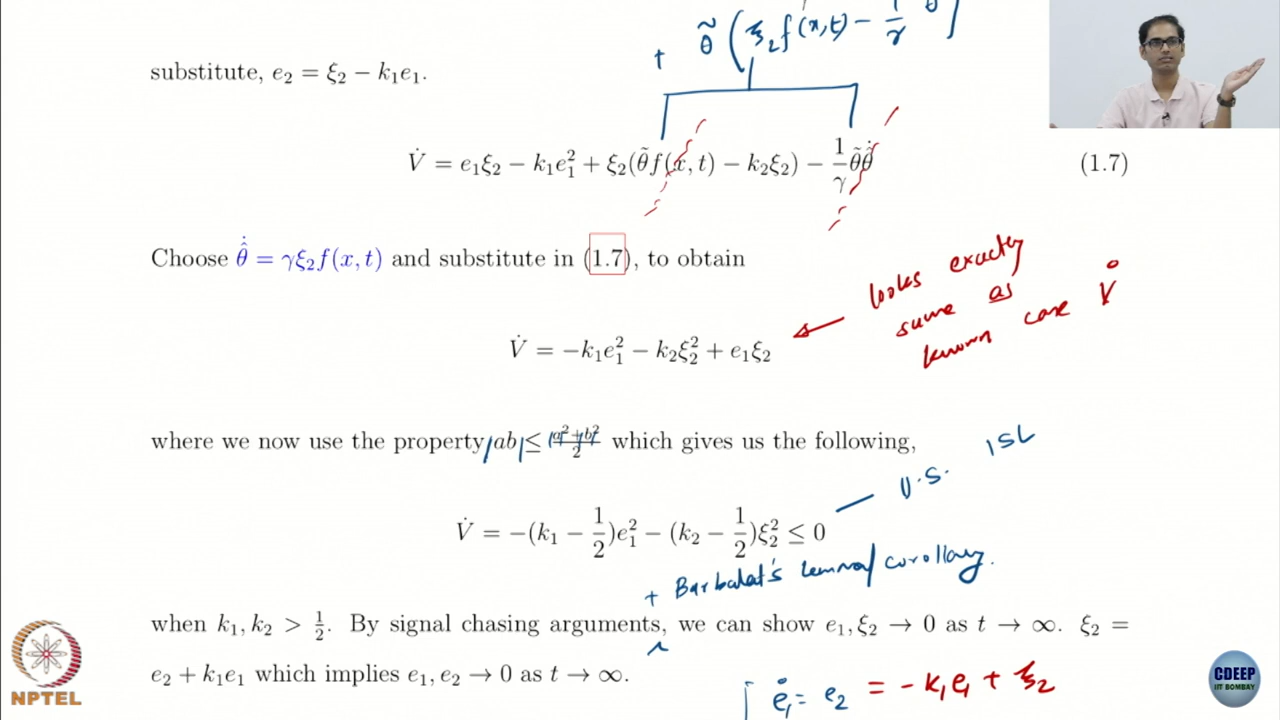 + θ̃ (ξ₂f(x,t) − 1/γ
substitute, e₂ = ξ₂ − k₁e₁.
V̇ = e₁ξ₂ − k₁e₁² + ξ₂(θ̃f(x, t) − k₂ξ₂) − 1/γ θ̃θ̂̇ (1.7)
Choose θ̂̇ = γξ₂f(x, t) and substitute in (1.7), to obtain
looks exactly
same as
known case V̇
V̇ = −k₁e₁² − k₂ξ₂² + e₁ξ₂
where we now use the property |ab| ≤ |a|²+|b|²/2 which gives us the following,
U.S. ISL
V̇ = −(k₁ − 1/2)e₁² − (k₂ − 1/2)ξ₂² ≤ 0
+ Barbalat's lemma/corollary.
when k₁, k₂ > 1/2. By signal chasing arguments, we can show e₁, ξ₂ → 0 as t → ∞. ξ₂ =
e₂ + k₁e₁ which implies e₁, e₂ → 0 as t → ∞.
[ ė₁ = e₂ = −k₁e₁ + ξ₂
NPTEL
CDEEP
IIT BOMBAY